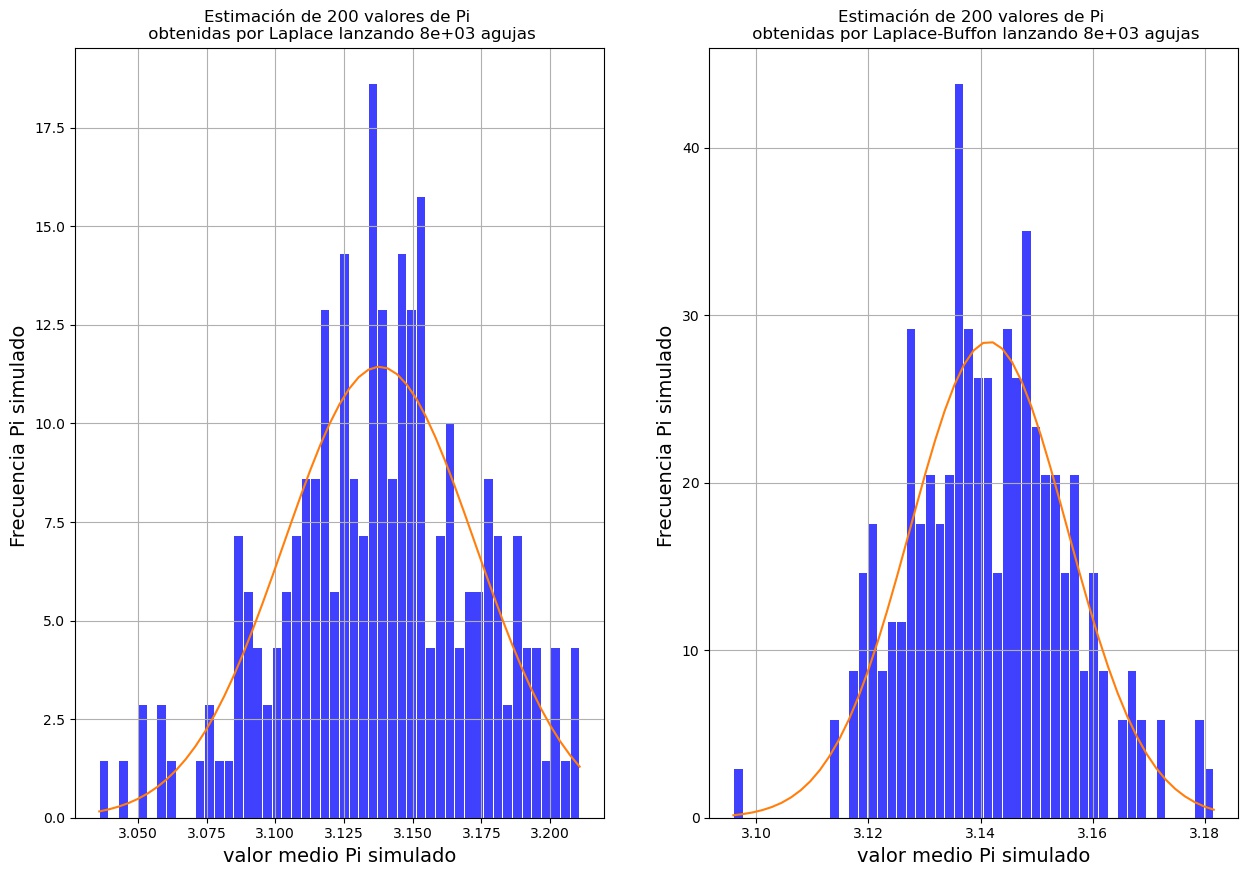 Estimación de 200 valores de Pi
obtenidas por Laplace lanzando 8e+03 agujas
Frecuencia Pi simulado
17.5
15.0
12.5
10.0
7.5
5.0
2.5
0.0
3.050 3.075 3.100 3.125 3.150 3.175 3.200
valor medio Pi simulado
Estimación de 200 valores de Pi
obtenidas por Laplace-Buffon lanzando 8e+03 agujas
Frecuencia Pi simulado
40
30
20
10
0
3.10 3.12 3.14 3.16 3.18
valor medio Pi simulado